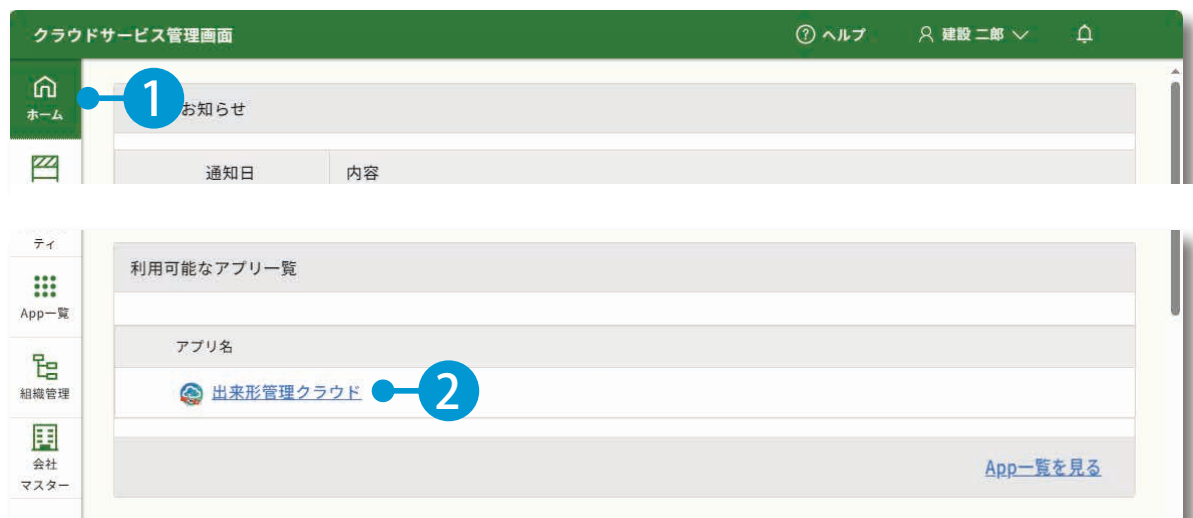 クラウドサービス管理画面
ヘルプ
建設 二郎
ホーム
1
お知らせ
通知日
内容
ティ
利用可能なアプリ一覧
App一覧
アプリ名
組織管理
出来形管理クラウド
2
会社
マスター
App一覧を見る